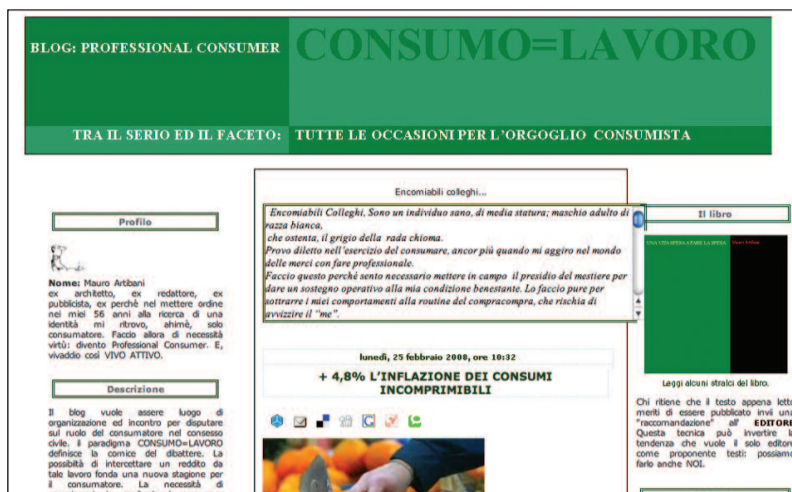 BLOG: PROFESSIONAL CONSUMER
CONSUMO=LAVORO
TRA IL SERIO ED IL FACETO:
TUTTE LE OCCASIONI PER L'ORGOGLIO CONSUMISTA
Profilo
Nome: Mauro Artibani
ex architetto, ex redattore, ex
pubblicista, ex perchè nel mettere ordine
nei miei 56 anni alla ricerca di una
identità mi ritrovo, ahimè, solo
consumatore. Faccio allora di necessità
virtù: divento Professional Consumer. E,
vivaddio così VIVO ATTIVO.
Descrizione
Il blog vuole assere luogo di
organizzazione ed incontro per disputare
sul ruolo del consumatore nel consesso
civile. il paradigma CONSUMO=LAVORO
definisce la cornice del dibattere. La
possibità di intercettare un reddito da
tale lavoro fonda una nuova stagione per
il consumatore. La necessità di
Encomiabili colleghi...
Encomiabili Colleghi, Sono un individuo sano, di media statura; maschio adulto di
razza bianca,
che ostenta, il grigio della rada chioma.
Provo diletto nell'esercizio del consumare, ancor più quando mi aggiro nel mondo
delle merci con fare professionale.
Faccio questo perchè sento necessario mettere in campo il presidio del mestiere per
dare un sostegno operativo alla mia condizione benestante. Lo faccio pure per
sottrarre i miei comportamenti alla routine del compracompra, che rischia di
avvizzire il "me".
lunedì, 25 febbraio 2008, ore 10:32
+ 4,8% L'INFLAZIONE DEI CONSUMI
INCOMPRIMIBILI
Il libro
UNA VIA SPESA A FARE LA SPESA
Mauro Artibani
Leggi alcuni stralci del libro.
Chi ritiene che il testo appena letto
meriti di essere pubblicato invii una
"raccomandazione" all' EDITORE
Questa tecnica può invertire la
tendenza che vuole il solo editore
come proponente testi: possiamo
farlo anche NOI.